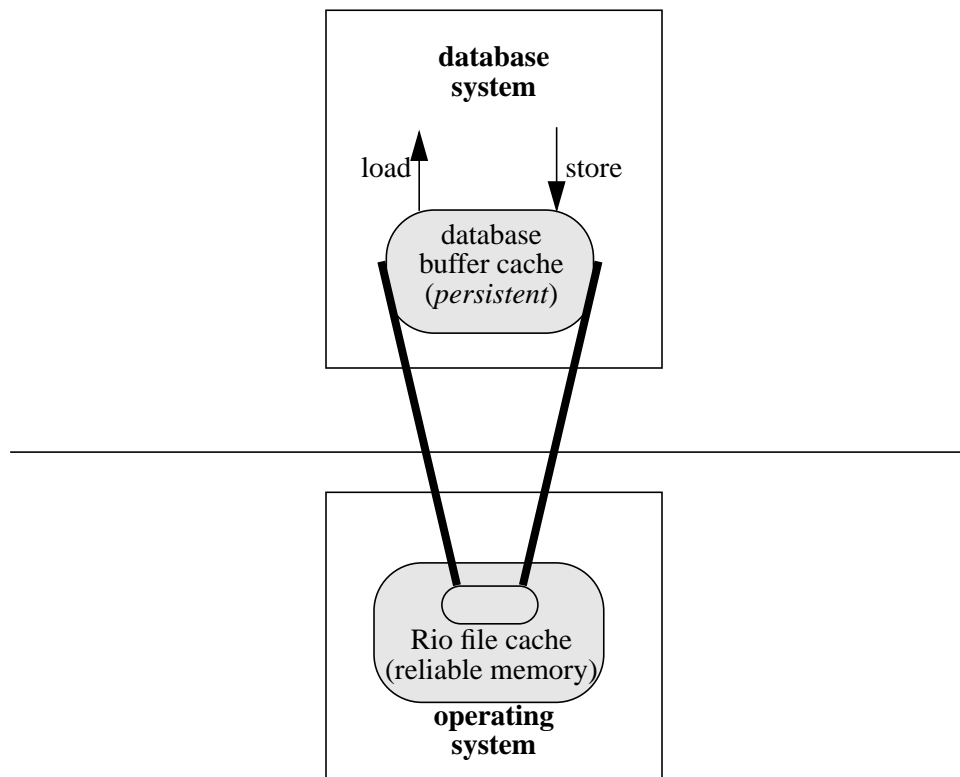 database
system
load
store
database
buffer cache
(persistent)
Rio file cache
(reliable memory)
operating
system